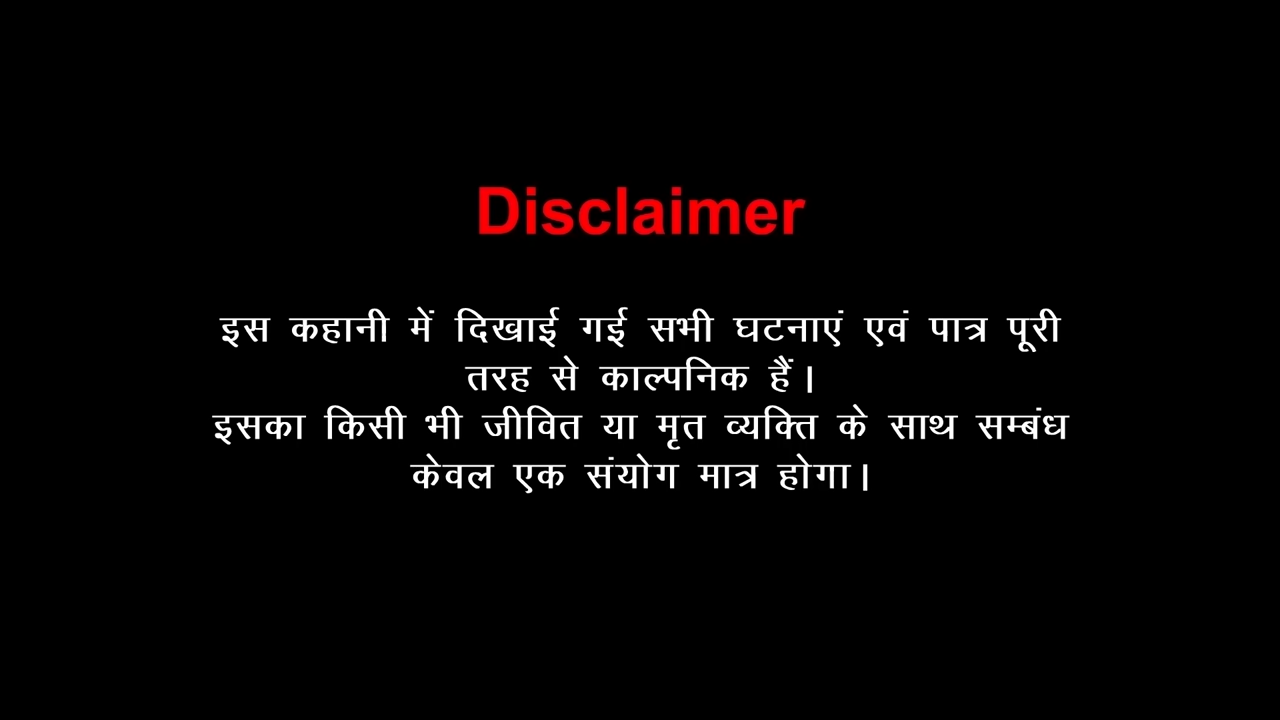 Disclaimer
इस कहानी में दिखाई गई सभी घटनाएं एवं पात्र पूरी
तरह से काल्पनिक हैं।
इसका किसी भी जीवित या मृत व्यक्ति के साथ सम्बंध
केवल एक संयोग मात्र होगा।